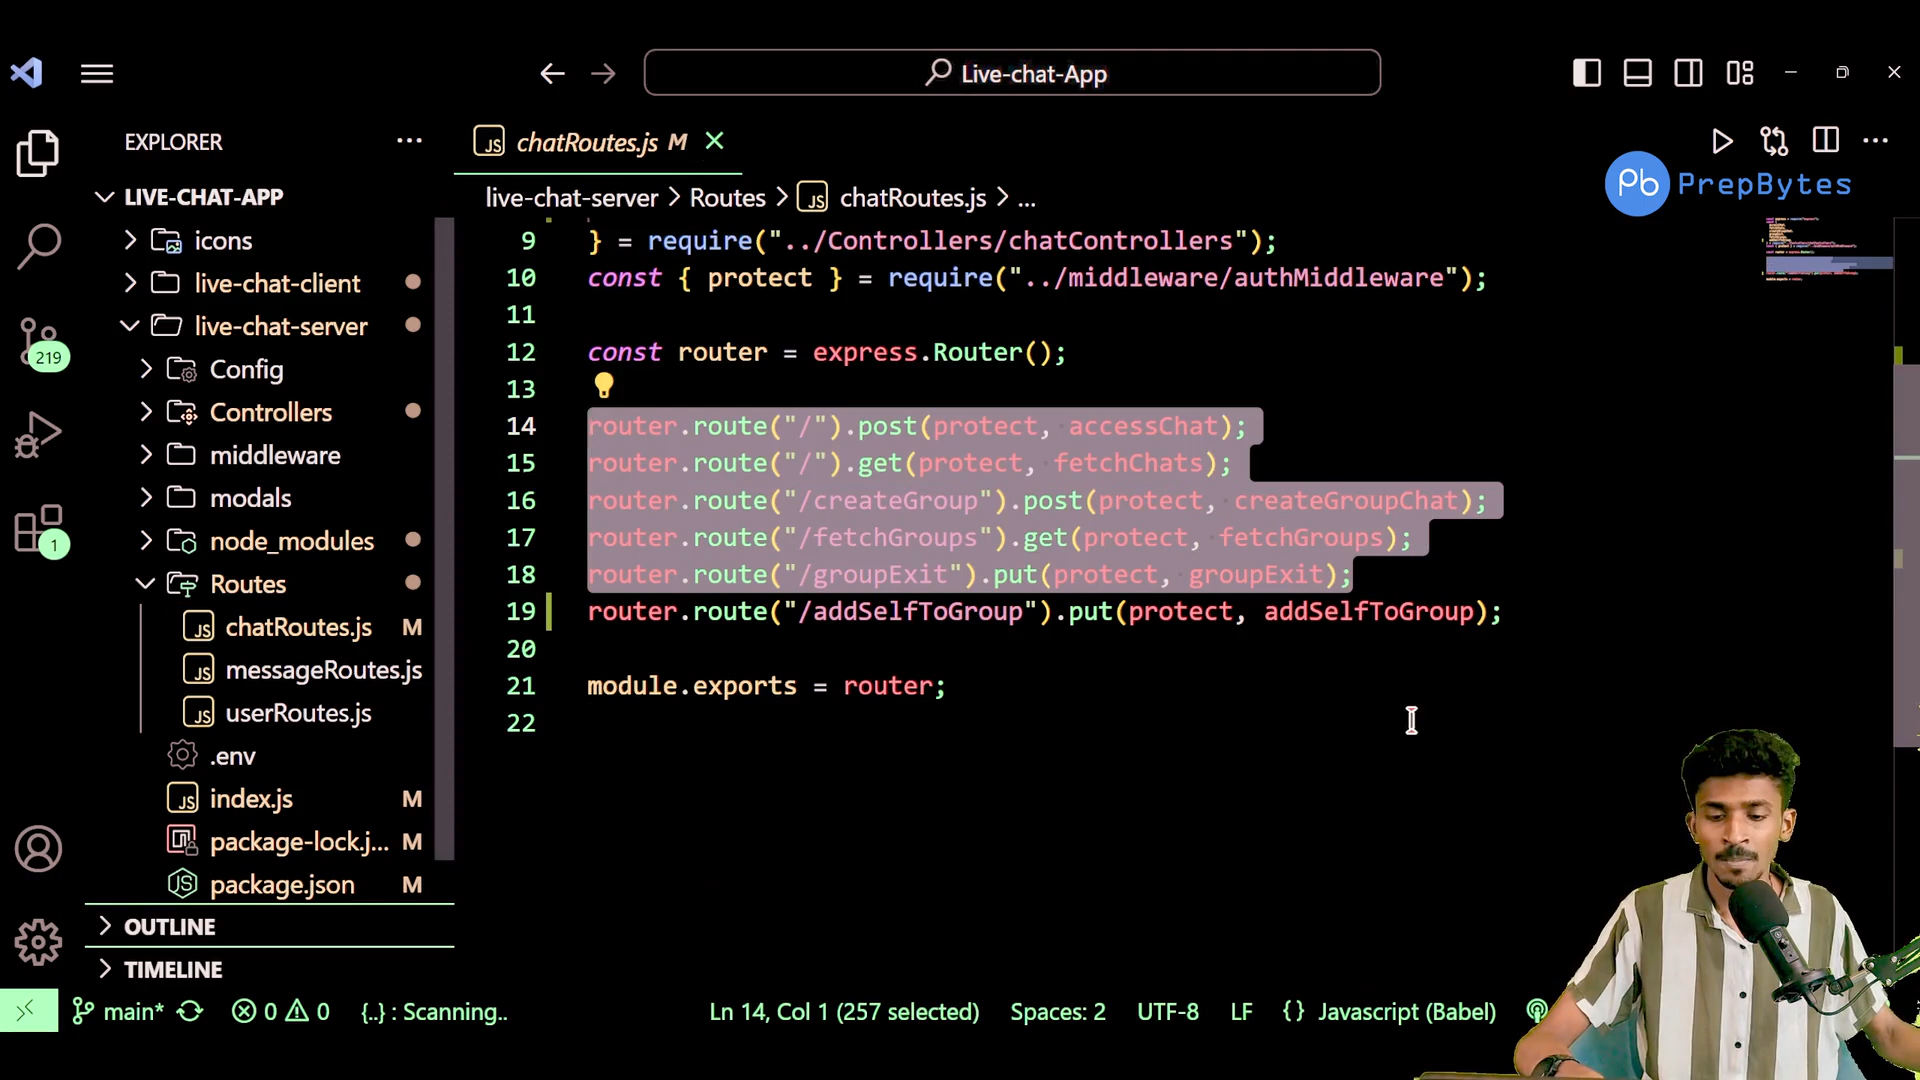 Live-chat-App
EXPLORER
chatRoutes.js M
Pb PrepBytes
LIVE-CHAT-APP
live-chat-server > Routes > JS chatRoutes.js > ...
icons
live-chat-client
live-chat-server
Config
Controllers
middleware
modals
node_modules
Routes
JS chatRoutes.js M
JS messageRoutes.js
JS userRoutes.js
.env
JS index.js M
package-lock.j... M
package.json M
OUTLINE
TIMELINE
219
1
9 } = require("../Controllers/chatControllers");
10 const { protect } = require("../middleware/authMiddleware");
11
12 const router = express.Router();
13
14 router.route("/").post(protect, accessChat);
15 router.route("/").get(protect, fetchChats);
16 router.route("/createGroup").post(protect, createGroupChat);
17 router.route("/fetchGroups").get(protect, fetchGroups);
18 router.route("/groupExit").put(protect, groupExit);
19 router.route("/addSelfToGroup").put(protect, addSelfToGroup);
20
21 module.exports = router;
22
main* 0 0 {..} : Scanning.. Ln 14, Col 1 (257 selected) Spaces: 2 UTF-8 LF {} Javascript (Babel)